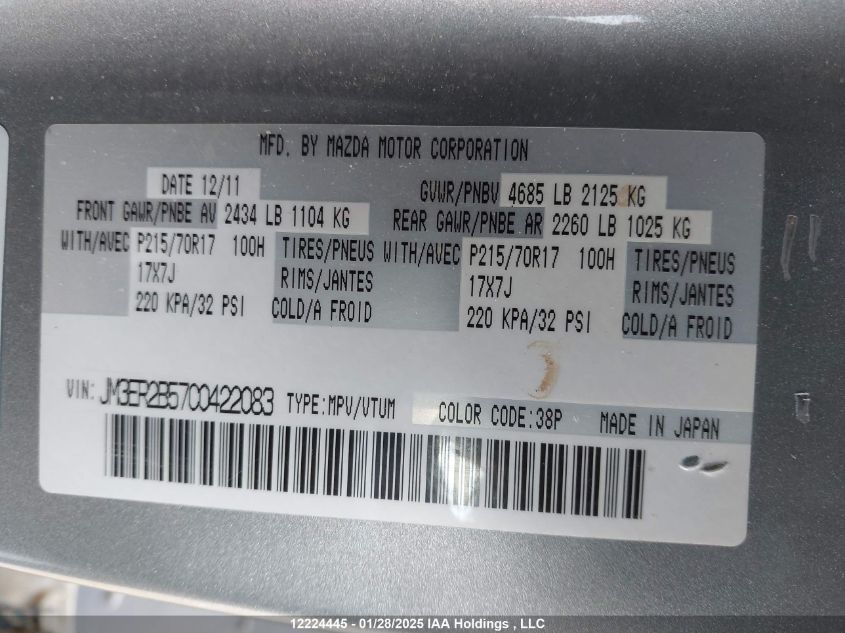 MFD. BY MAZDA MOTOR CORPORATION
DATE 12/11 GVWR/PNBV 4685 LB 2125 KG
FRONT GAWR/PNBE AV 2434 LB 1104 KG REAR GAWR/PNBE AR 2260 LB 1025 KG
WITH/AVEC P215/70R17 100H TIRES/PNEUS WITH/AVEC P215/70R17 100H TIRES/PNEUS
17X7J RIMS/JANTES 17X7J RIMS/JANTES
220 KPA/32 PSI COLD/A FROID 220 KPA/32 PSI COLD/A FROID
VIN: JM3ER2B57C0422083 TYPE:MPV/VTUM COLOR CODE:38P MADE IN JAPAN
12224445 - 01/28/2025 IAA Holdings , LLC